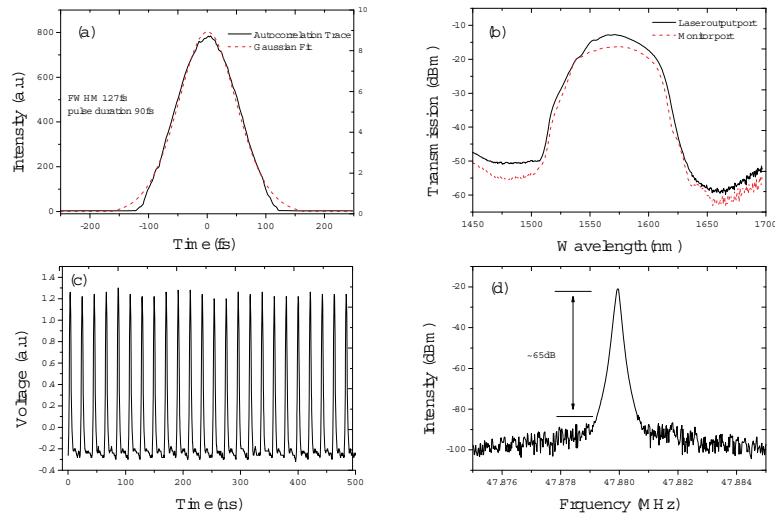 (a)
Autocorrelation Trace
Gaussian Fit
FWHM 127fs
pulse duration 90fs
Intensity (a.u)
800
600
400
200
0
10
8
6
4
2
0
-200 -100 0 100 200
Time (fs)
(b)
Laser output port
Monitor port
Transmission (dBm)
-10
-20
-30
-40
-50
-60
1450 1500 1550 1600 1650 1700
Wavelength (nm)
(c)
Voltage (a.u)
1.4
1.2
1.0
0.8
0.6
0.4
0.2
0.0
-0.2
-0.4
0 100 200 300 400 500
Time (ns)
(d)
~65dB
Intensity (dBm)
-20
-40
-60
-80
-100
47.876 47.878 47.880 47.882 47.884
Frquency (MHz)